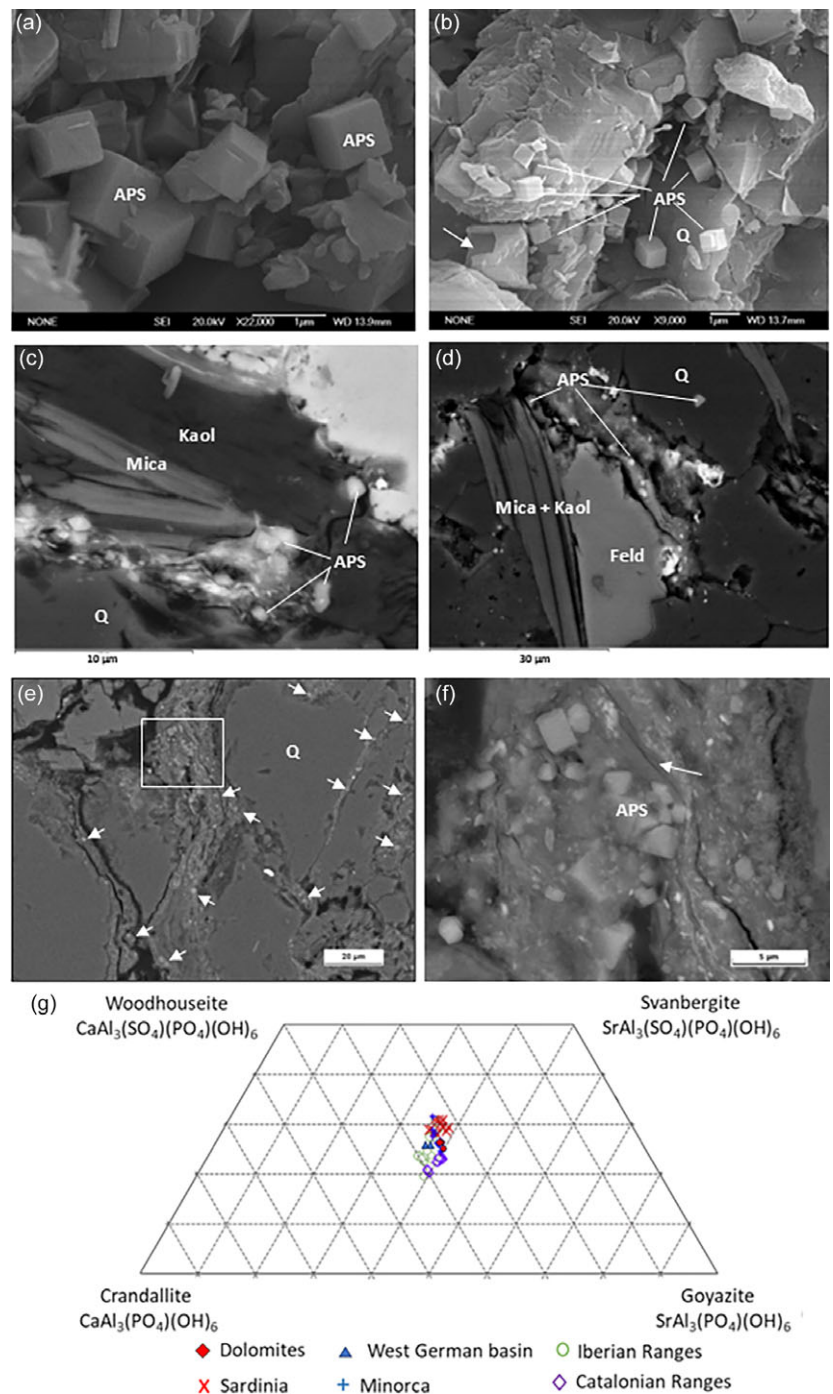 (a)
APS
APS
NONE SEI 20.0kV X22,000 1µm WD 13.9mm
(b)
APS
Q
NONE SEI 20.0kV X9,000 1µm WD 13.7mm
(c)
Kaol
Mica
APS
Q
10 µm
(d)
APS
Q
Mica + Kaol
Feld
30 µm
(e)
Q
20 µm
(f)
APS
5 µm
(g)
Woodhouseite
CaAl₃(SO₄)(PO₄)(OH)₆
Svanbergite
SrAl₃(SO₄)(PO₄)(OH)₆
Crandallite
CaAl₃(PO₄)(OH)₆
Goyazite
SrAl₃(PO₄)(OH)₆
Dolomites West German basin Iberian Ranges
Sardinia Minorca Catalonian Ranges